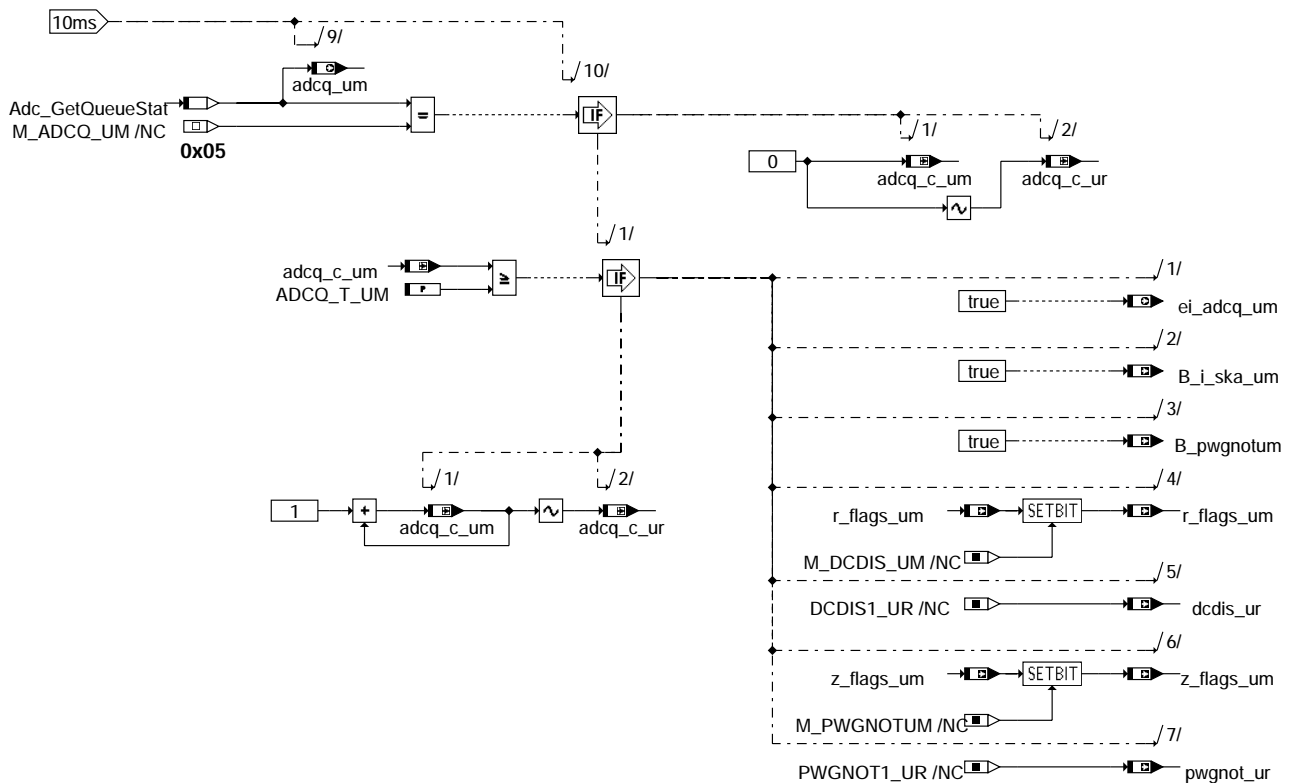 10ms
/9/
adcq_um
/10/
Adc_GetQueueStat
M_ADCQ_UM /NC
0x05
=
IF
/1/
/2/
0
adcq_c_um
adcq_c_ur
/1/
adcq_c_um
ADCQ_T_UM
P
≥
IF
/1/
true
ei_adcq_um
/2/
true
B_i_ska_um
/3/
true
B_pwgnotum
/1/
/2/
1
+
adcq_c_um
adcq_c_ur
/4/
r_flags_um
SETBIT
r_flags_um
M_DCDIS_UM /NC
/5/
DCDIS1_UR /NC
dcdis_ur
/6/
z_flags_um
SETBIT
z_flags_um
M_PWGNOTUM /NC
/7/
PWGNOT1_UR /NC
pwgnot_ur